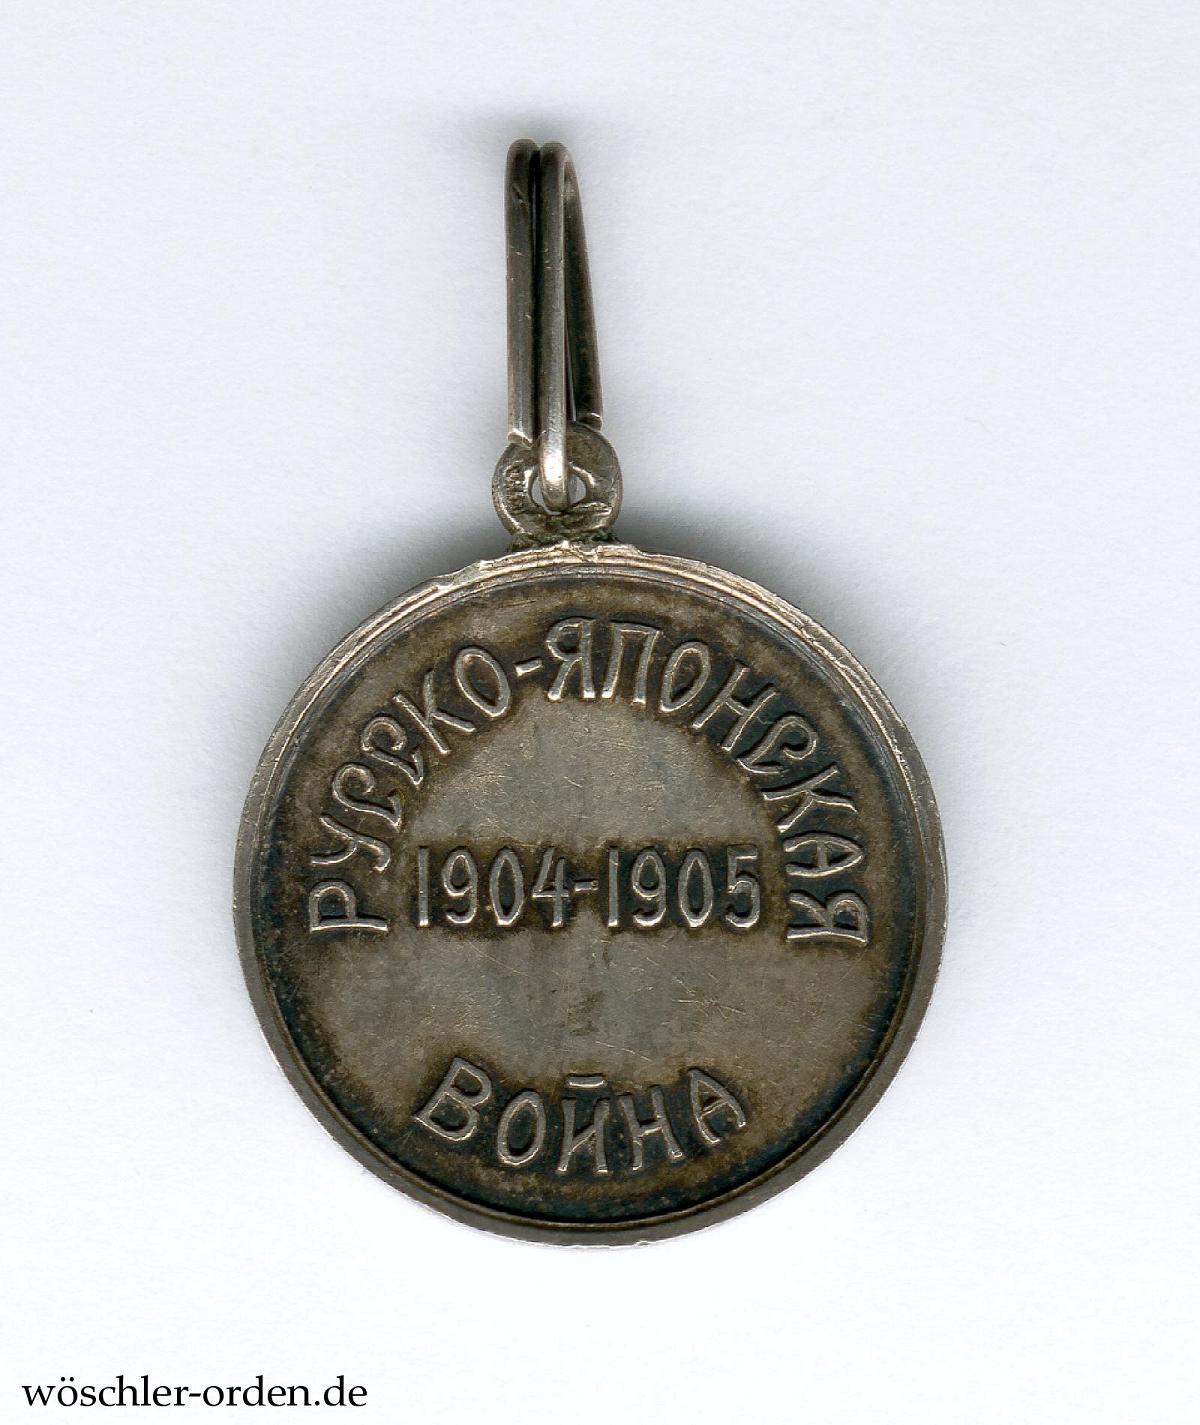 РУССКО-ЯПОНСКАЯ
1904-1905
ВОЙНА
wöschler-orden.de